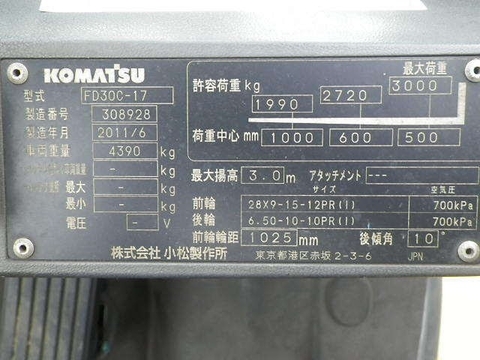 KOMATSU
型式 FD30C-17
製造番号 308928
製造年月 2011/6
車両重量 4390 kg
- kg
最大 - kg
最小 - kg
電圧 - V
最大荷重
許容荷重 kg 1990 2720 3000
荷重中心 mm 1000 600 500
最大揚高 3.0 m アタッチメント ---
サイズ 空気圧
前輪 28X9-15-12PR(I) 700kPa
後輪 6.50-10-10PR(I) 700kPa
前輪輪距 1025 mm 後傾角 10°
株式会社 小松製作所 東京都港区赤坂 2-3-6 JPN